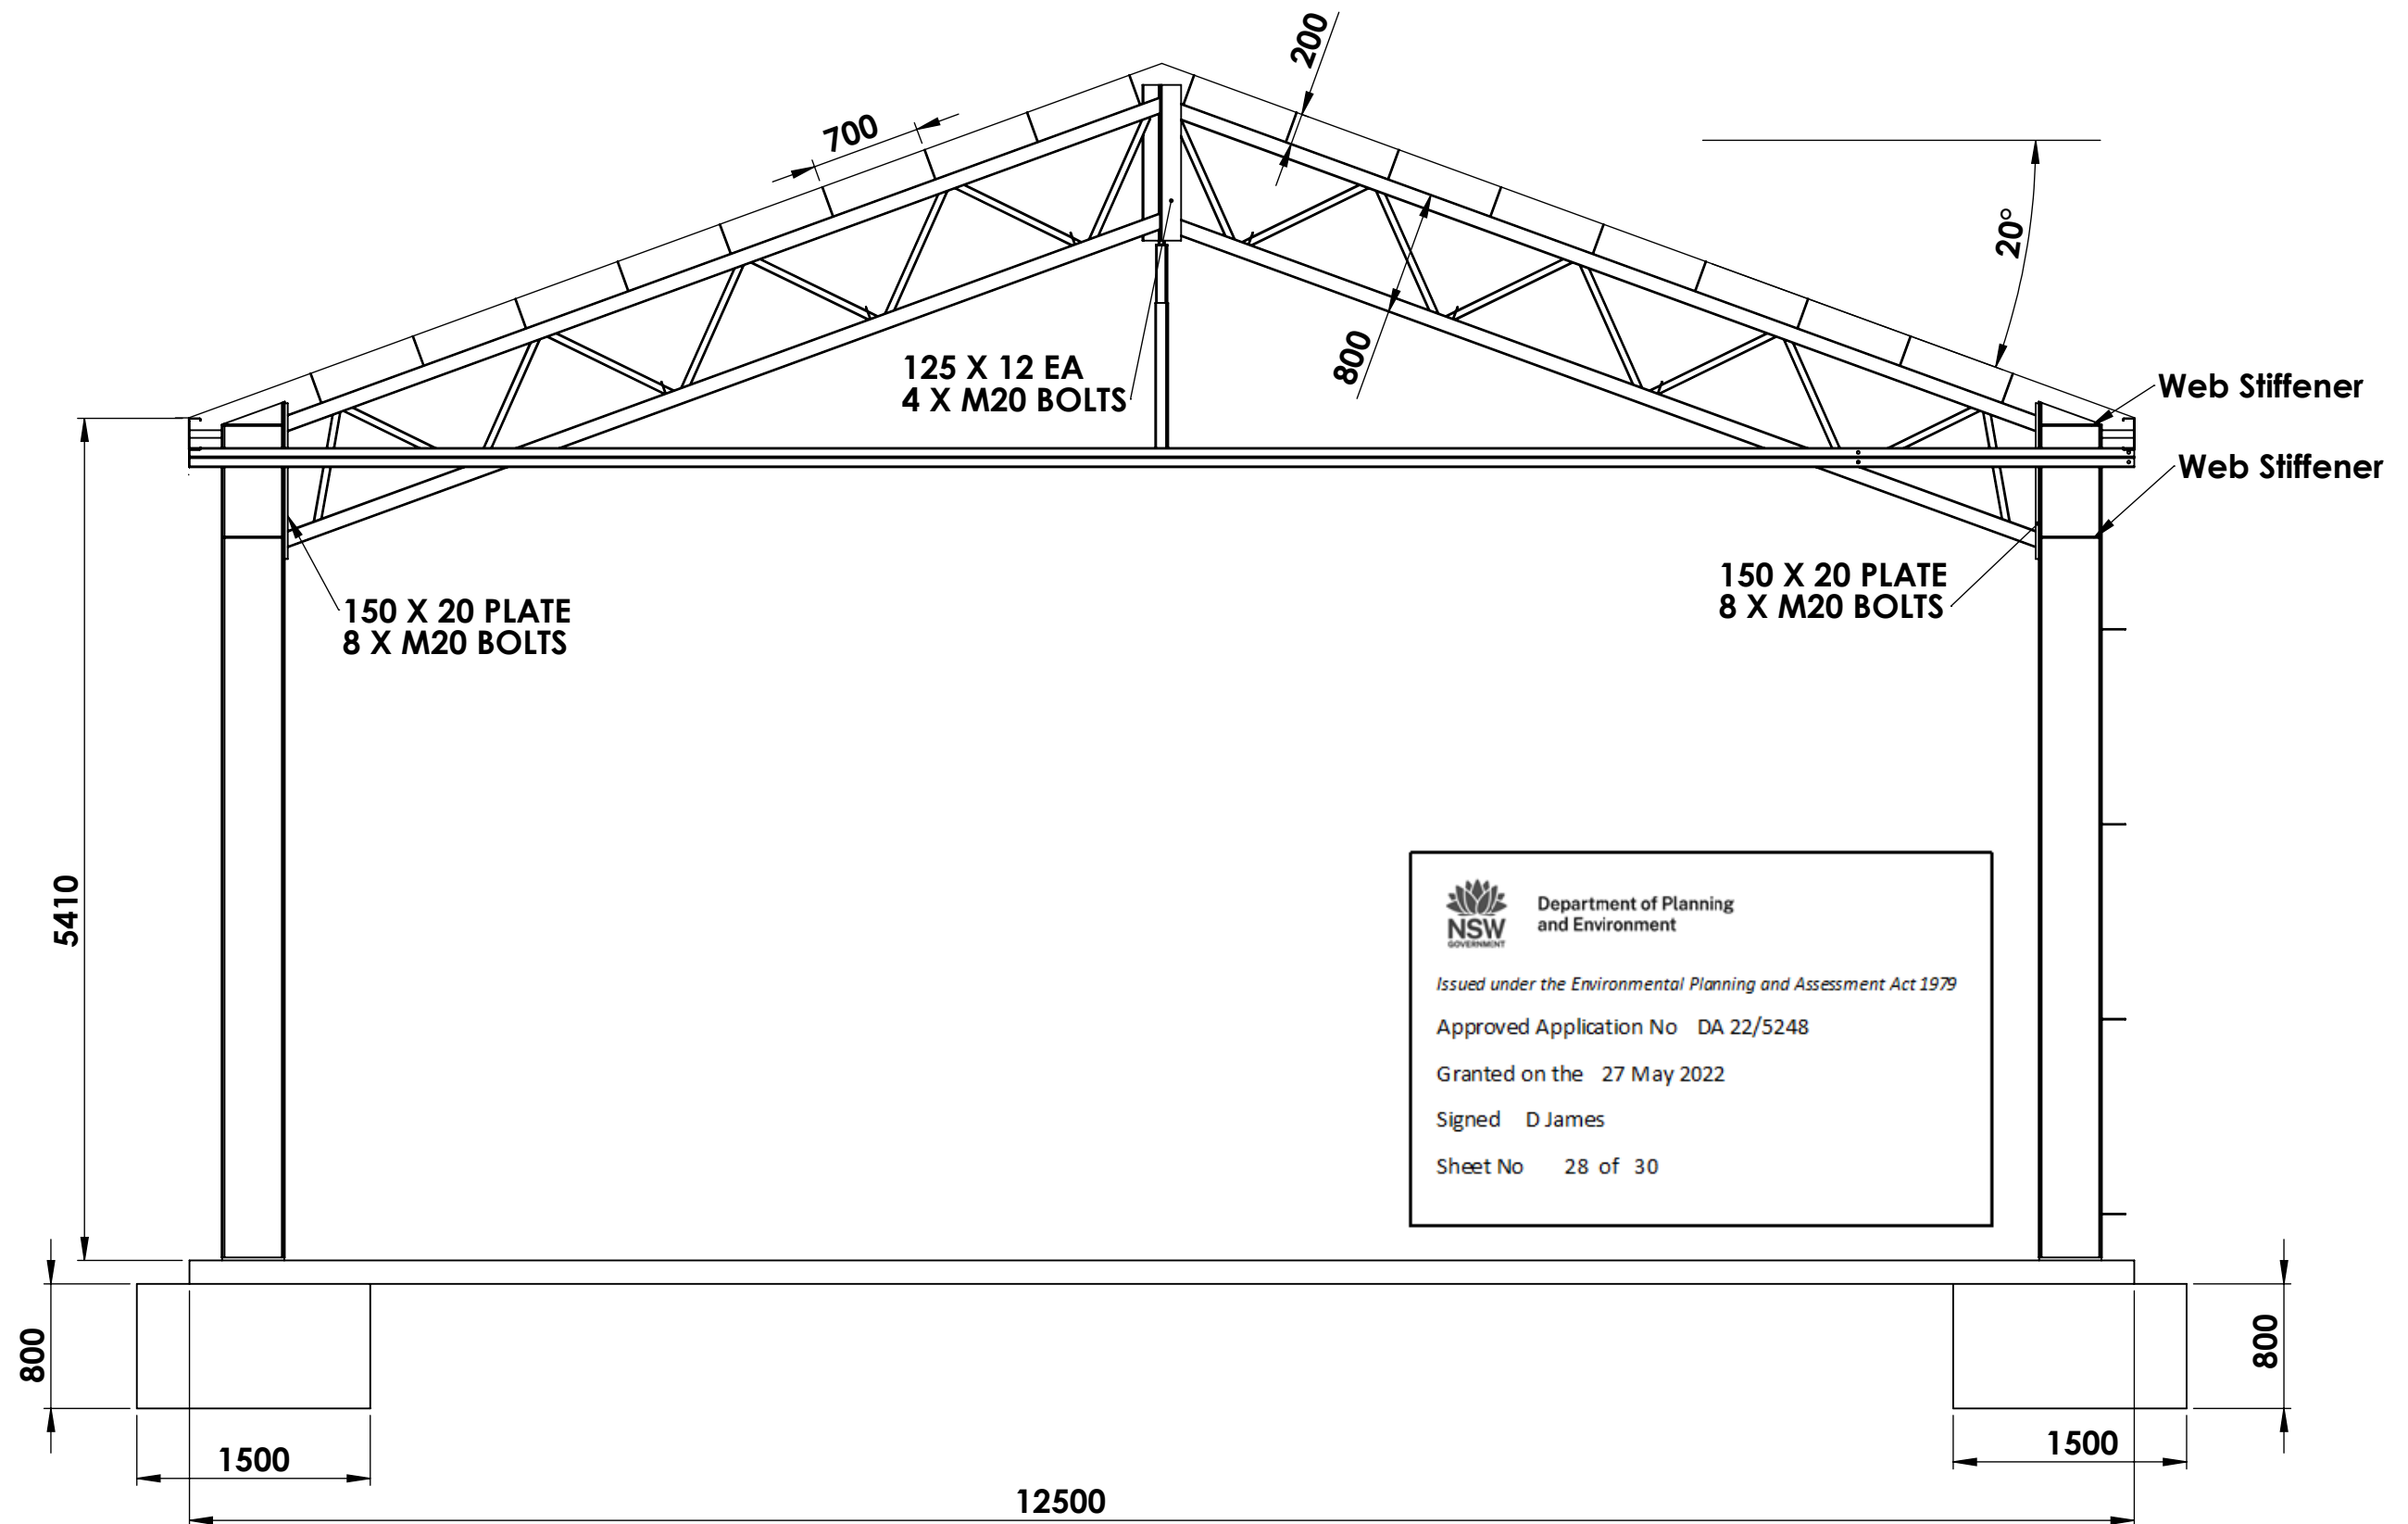 200
700
20°
800
125 X 12 EA
4 X M20 BOLTS
Web Stiffener
Web Stiffener
150 X 20 PLATE
8 X M20 BOLTS
150 X 20 PLATE
8 X M20 BOLTS
5410
NSW
GOVERNMENT
Department of Planning
and Environment
Issued under the Environmental Planning and Assessment Act 1979
Approved Application No DA 22/5248
Granted on the 27 May 2022
Signed D James
Sheet No 28 of 30
800
800
1500
1500
12500